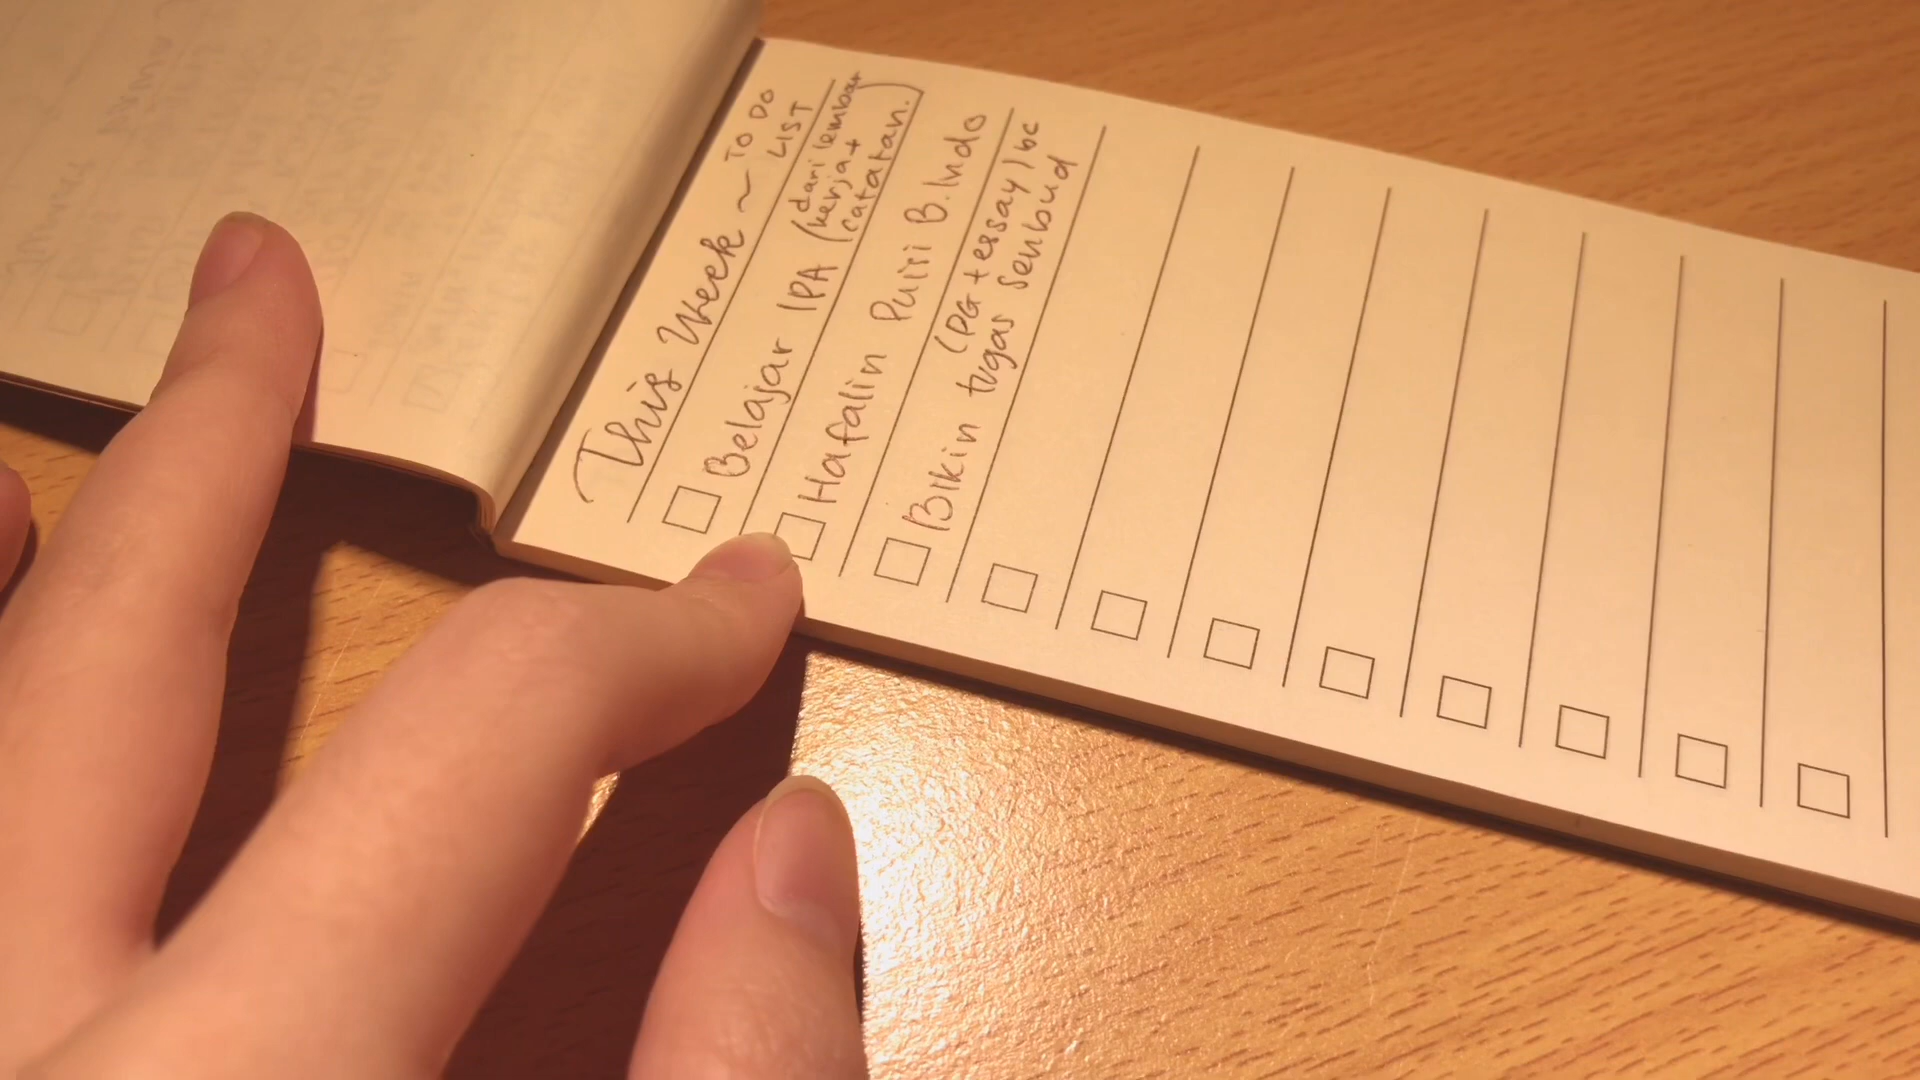 This Week ~ TO DO
LIST
Belajar IPA (dari lembar
kerja +
catatan.)
Hafalin Puisi B.Indo
Bikin (PG + essay) bc
tugas Senbud